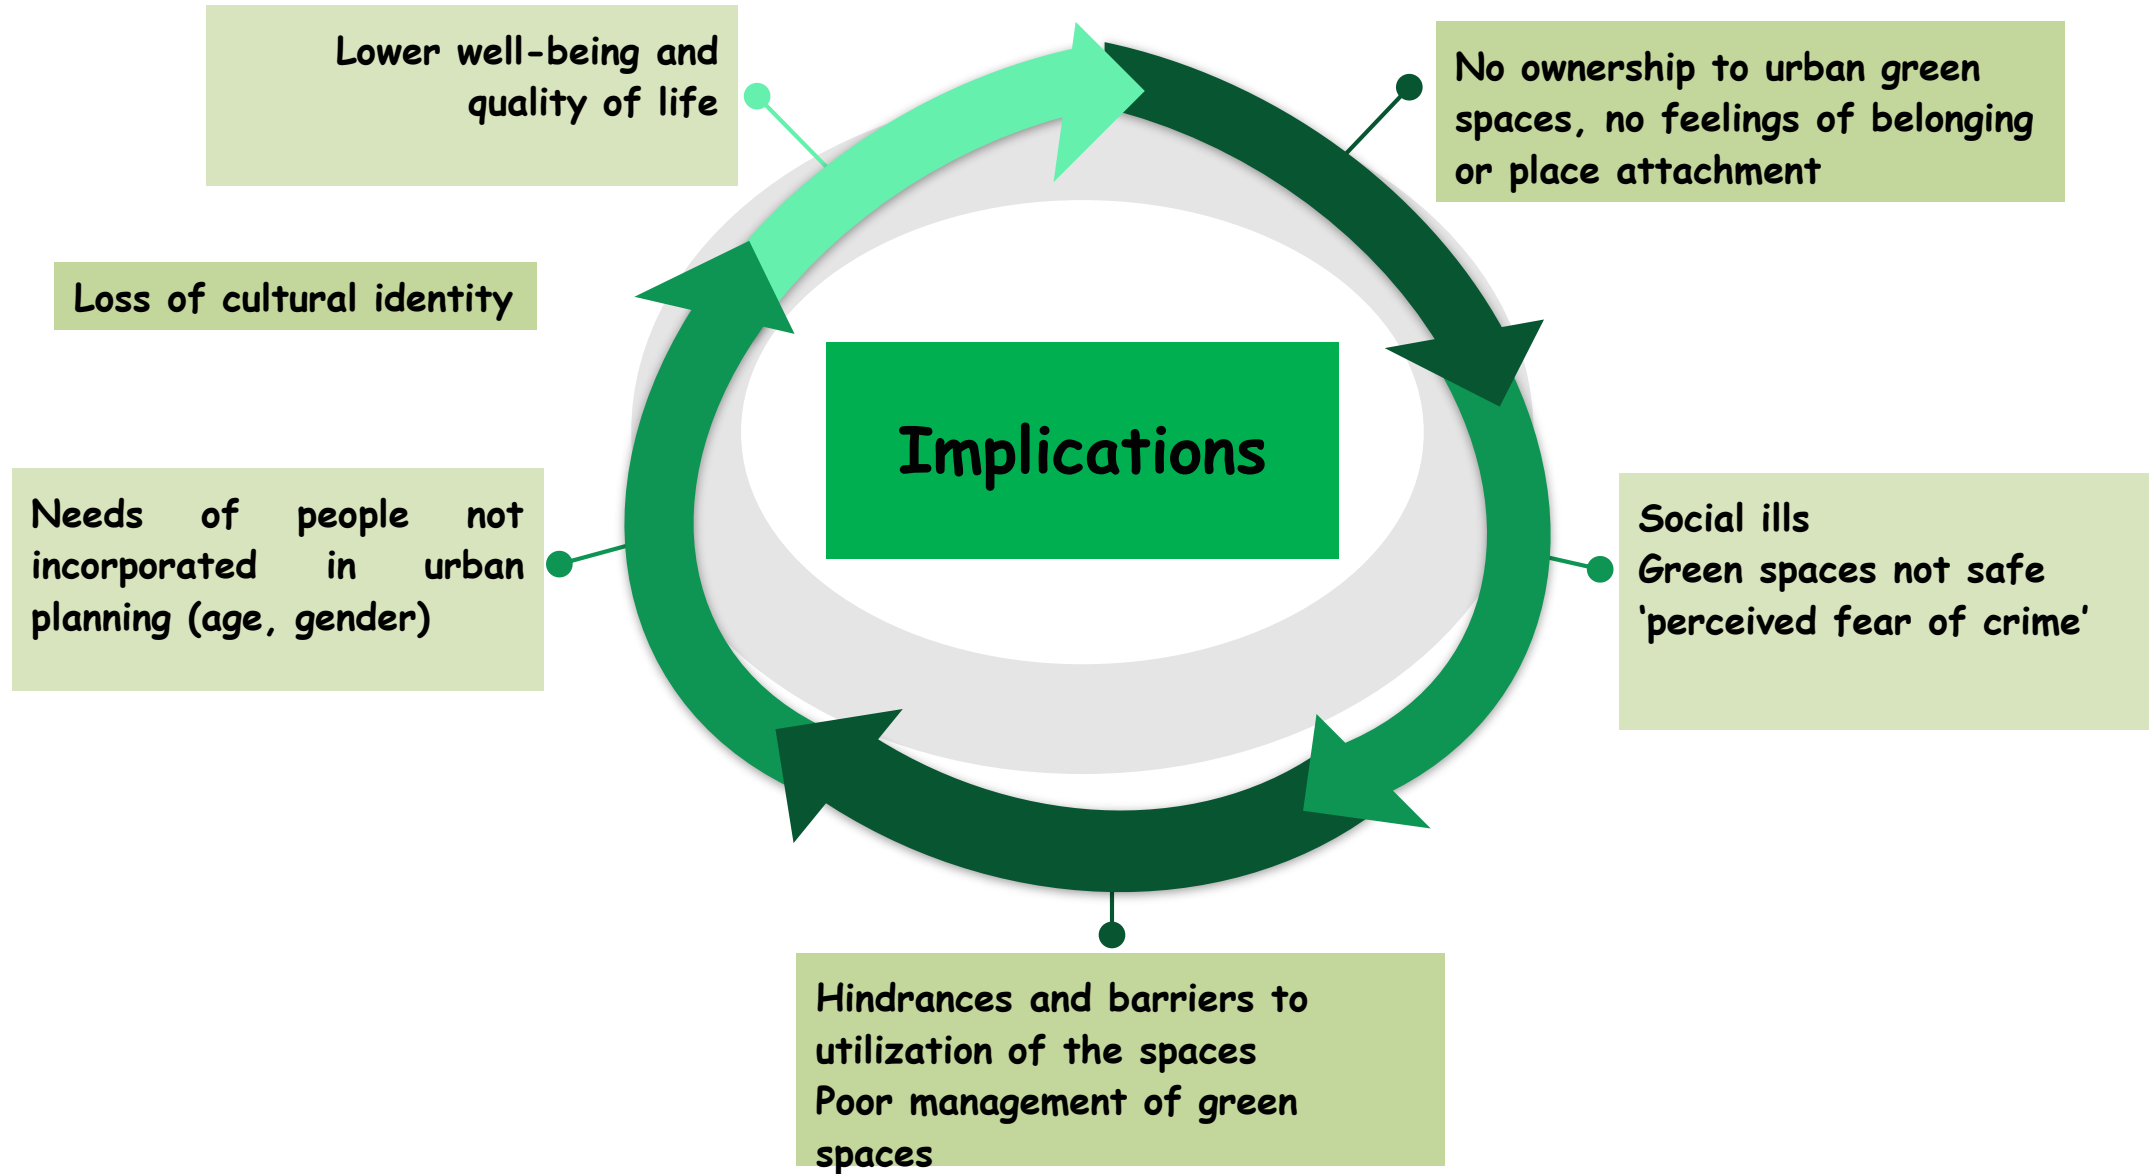 Lower well-being and
quality of life
No ownership to urban green
spaces, no feelings of belonging
or place attachment
Loss of cultural identity
Implications
Needs of people not
incorporated in urban
planning (age, gender)
Social ills
Green spaces not safe
‘perceived fear of crime’
Hindrances and barriers to
utilization of the spaces
Poor management of green
spaces